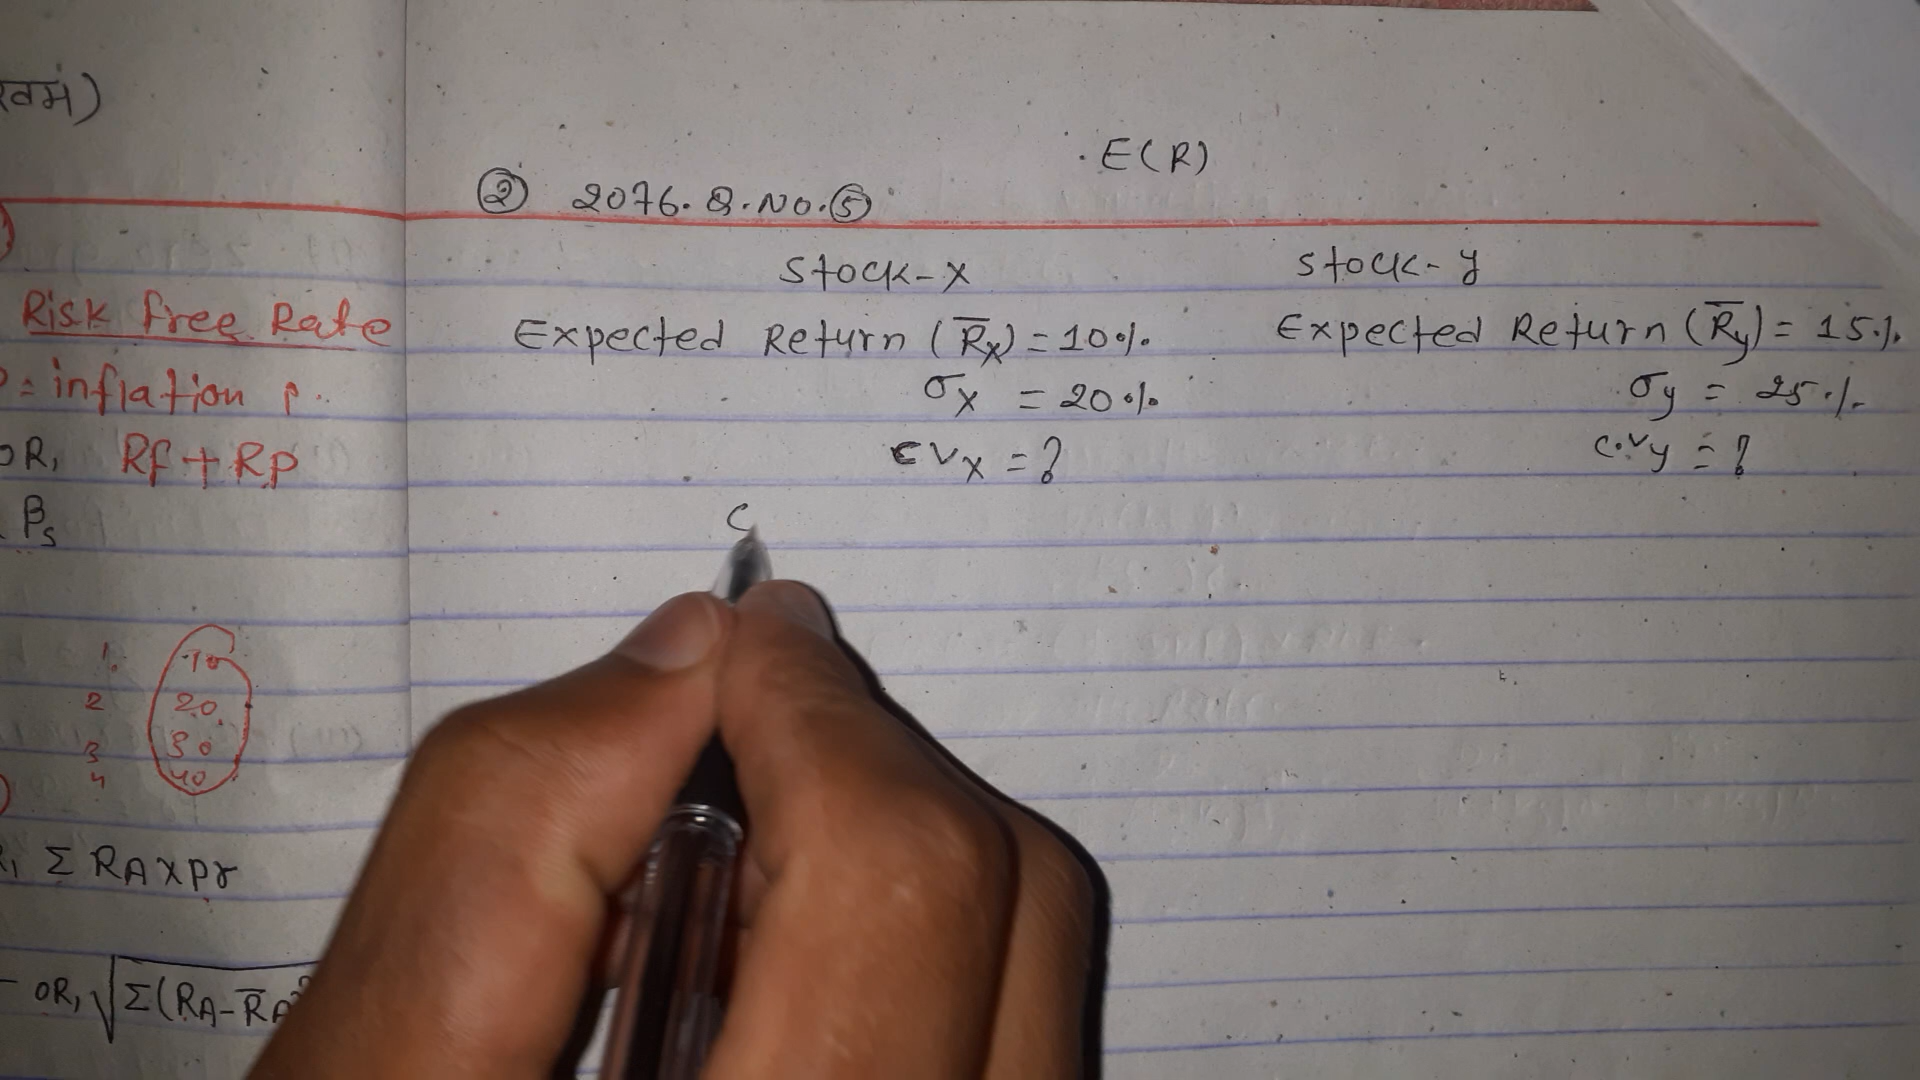 E(R)
② 2076. Q.No.⑤
Stock-X
Stock-y
Expected Return (R̅x) = 10%
Expected Return (R̅y) = 15%
σx = 20%
σy = 25%
CVx = ?
C.Vy = ?
C
Risk free Rate
= inflation P..
OR, Rf + Rp
βs
1. 10
2 20
3 30
4 40
Σ RA x Pr
OR, √Σ(RA-R̅A